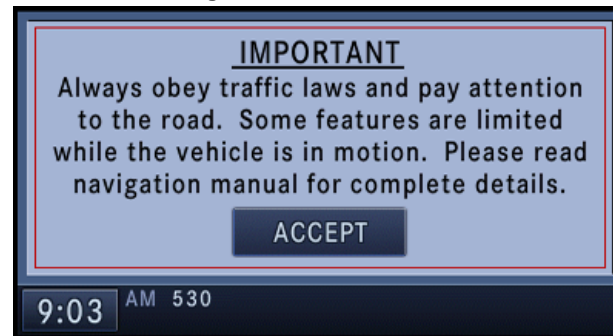 IMPORTANT
Always obey traffic laws and pay attention
to the road. Some features are limited
while the vehicle is in motion. Please read
navigation manual for complete details.
ACCEPT
9:03 AM 530